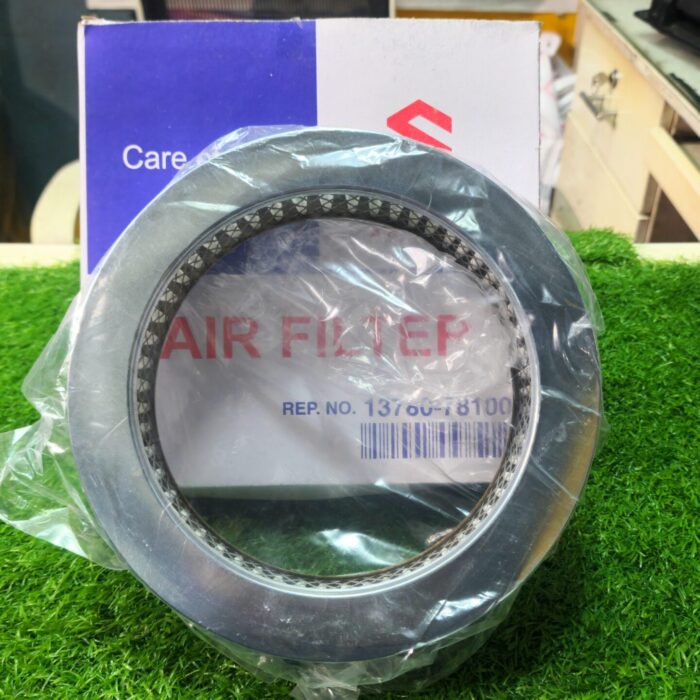 Care
AIR FILTER
REP. NO. 13780-78100